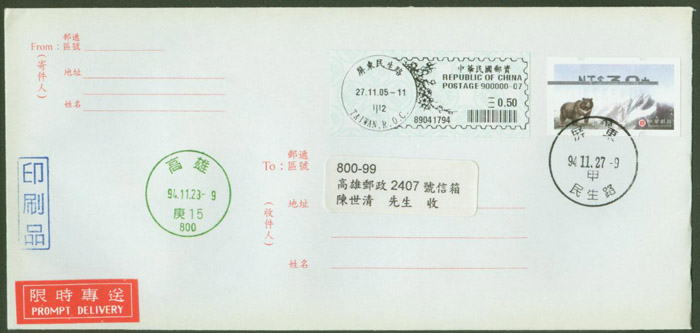 郵遞
From: 區號
(寄件人)
地址
姓名
屏東民生路
27.11.05-11
甲2
TAIWAN, R.O.C.
中華民國郵資
REPUBLIC OF CHINA
POSTAGE 900000-07
0.50
89041794
屏東
94.11.27-9
甲
民生路
高雄
94.11.28-9
庚15
800
郵遞
To: 區號
(收件人)
地址
姓名
800-99
高雄郵政 2407 號信箱
陳世清 先生 收
印刷品
限時專送
PROMPT DELIVERY